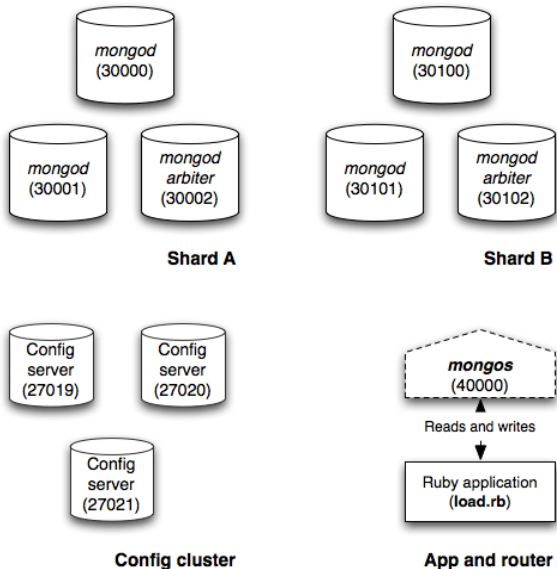 mongod
(30000)
mongod
(30001)
mongod
arbiter
(30002)
Shard A
mongod
(30100)
mongod
(30101)
mongod
arbiter
(30102)
Shard B
Config
server
(27019)
Config
server
(27020)
Config
server
(27021)
Config cluster
mongos
(40000)
Reads and writes
Ruby application
(load.rb)
App and router